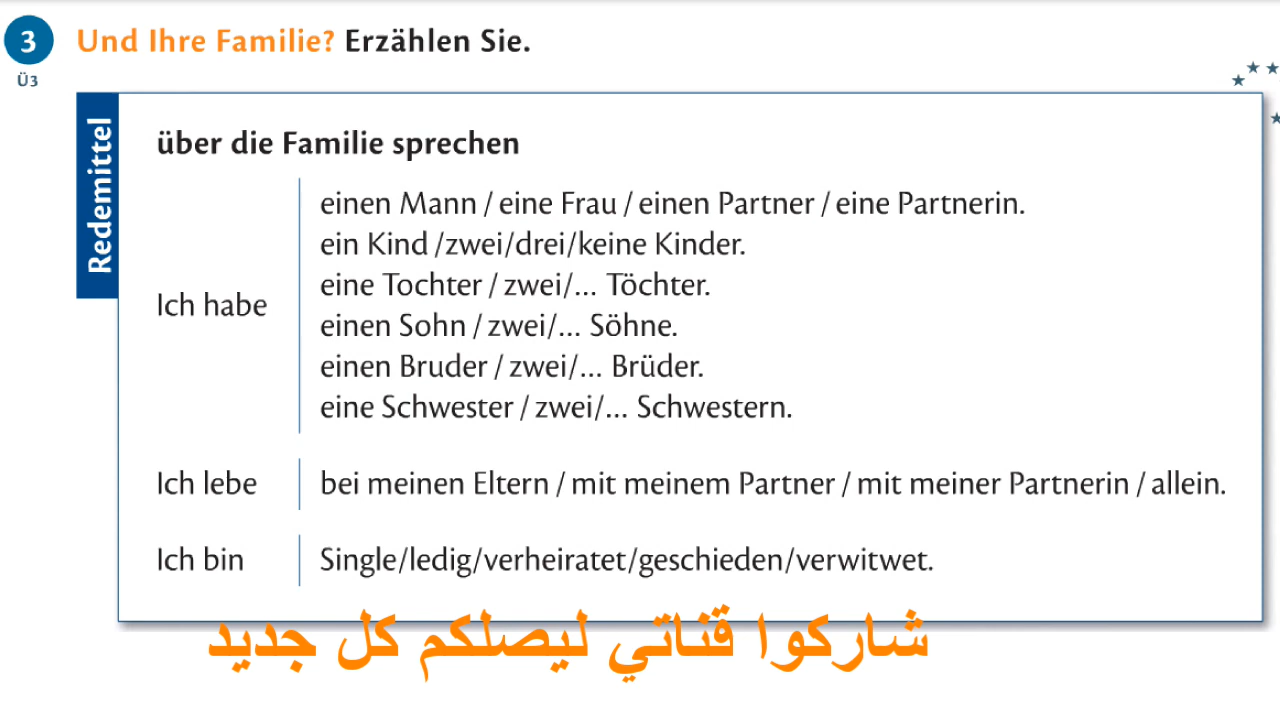 3 Und Ihre Familie? Erzählen Sie.
Ü3
Redemittel
über die Familie sprechen
Ich habe
einen Mann / eine Frau / einen Partner / eine Partnerin.
ein Kind /zwei/drei/keine Kinder.
eine Tochter / zwei/... Töchter.
einen Sohn / zwei/... Söhne.
einen Bruder / zwei/... Brüder.
eine Schwester / zwei/... Schwestern.
Ich lebe bei meinen Eltern / mit meinem Partner / mit meiner Partnerin / allein.
Ich bin Single/ledig/verheiratet/geschieden/verwitwet.
شاركوا قناتي ليصلكم كل جديد